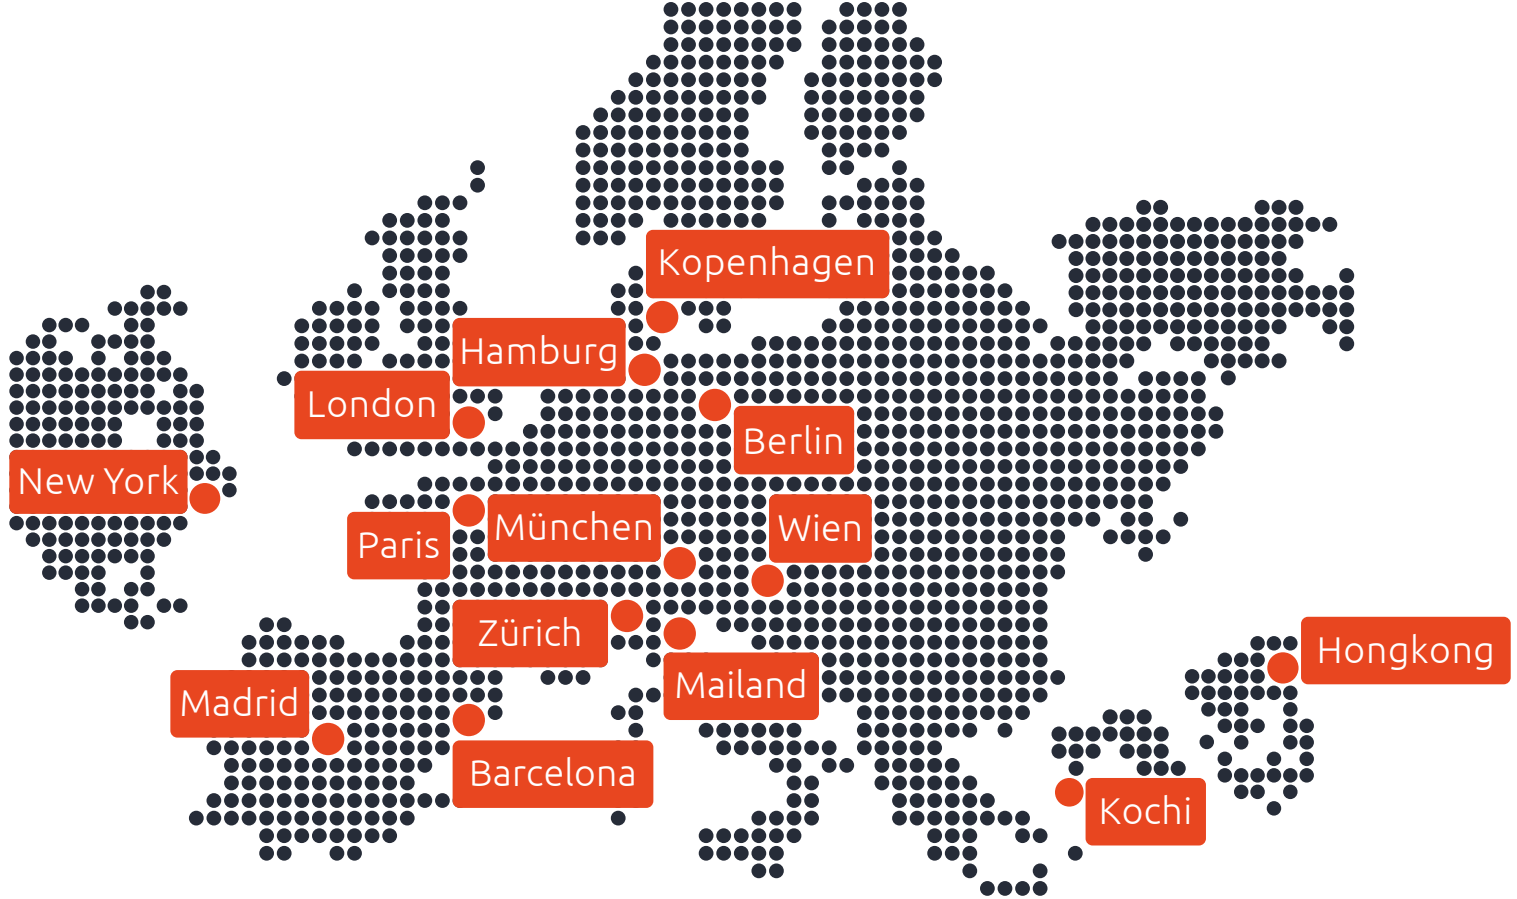 Kopenhagen
Hamburg
London
Berlin
New York
München
Wien
Paris
Zürich
Hongkong
Mailand
Madrid
Barcelona
Kochi